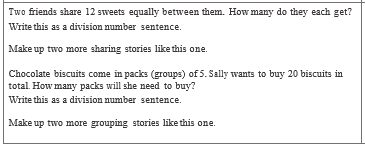 Two friends share 12 sweets equally between them. How many do they each get?
Write this as a division number sentence.
Make up two more sharing stories like this one.
Chocolate biscuits come in packs (groups) of 5. Sally wants to buy 20 biscuits in
total. How many packs will she need to buy?
Write this as a division number sentence.
Make up two more grouping stories like this one.